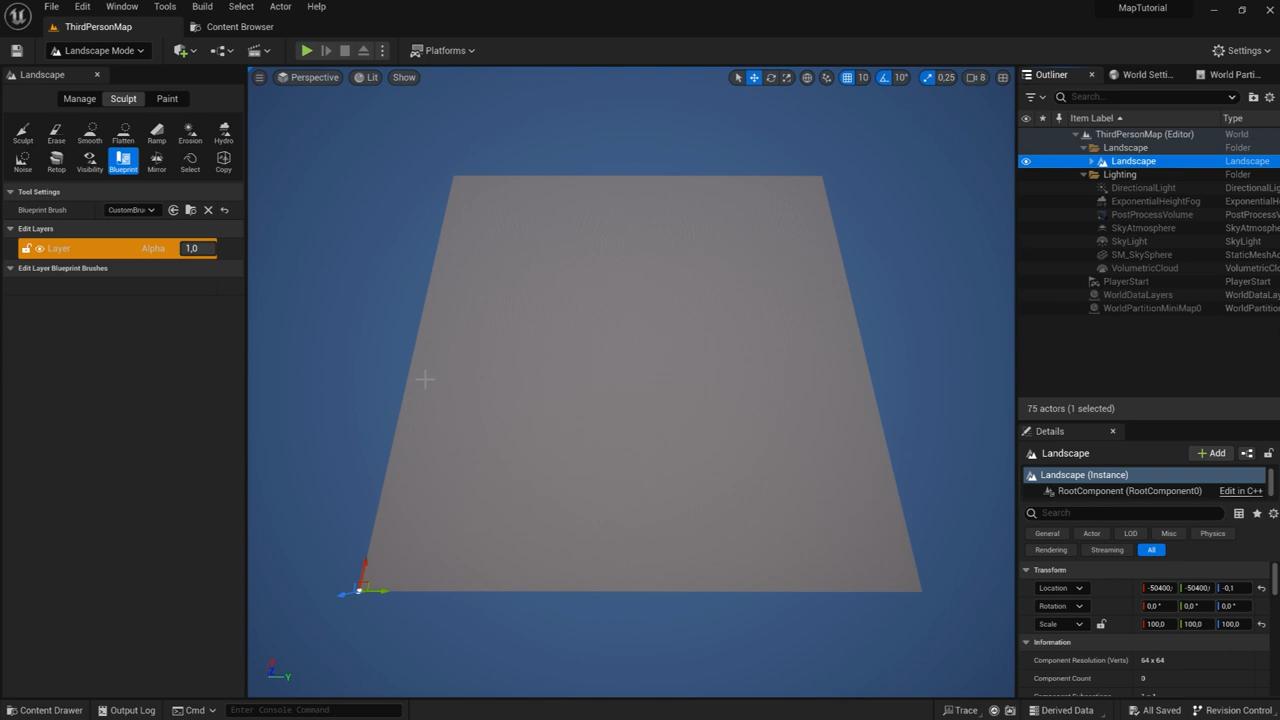 File Edit Window Tools Build Select Actor Help MapTutorial
ThirdPersonMap Content Browser
Landscape Mode Platforms Settings
Landscape
Manage Sculpt Paint
Sculpt Erase Smooth Flatten Ramp Erosion Hydro
Noise Retop Visibility Blueprint Mirror Select Copy
Tool Settings
Blueprint Brush CustomBru
Edit Layers
Layer Alpha 1,0
Edit Layer Blueprint Brushes
Perspective Lit Show 10 10° 0,25 8
Z
Y
Outliner World Setti... World Parti...
Search...
Item Label Type
ThirdPersonMap (Editor) World
Landscape Folder
Landscape Landscape
Lighting Folder
DirectionalLight DirectionalLi
ExponentialHeightFog Exponential
PostProcessVolume PostProces
SkyAtmosphere SkyAtmosph
SkyLight SkyLight
SM_SkySphere StaticMeshA
VolumetricCloud VolumetricC
PlayerStart PlayerStart
WorldDataLayers WorldDataL
WorldPartitionMiniMap0 WorldPartitio
75 actors (1 selected)
Details
Landscape Add
Landscape (Instance)
RootComponent (RootComponent0) Edit in C++
Search
General Actor LOD Misc Physics
Rendering Streaming All
Transform
Location -50400, -50400, -0,1
Rotation 0,0 ° 0,0 ° 0,0 °
Scale 100,0 100,0 100,0
Information
Component Resolution (Verts) 64 x 64
Component Count 0
Content Drawer Output Log Cmd Enter Console Command Trace Derived Data All Saved Revision Control